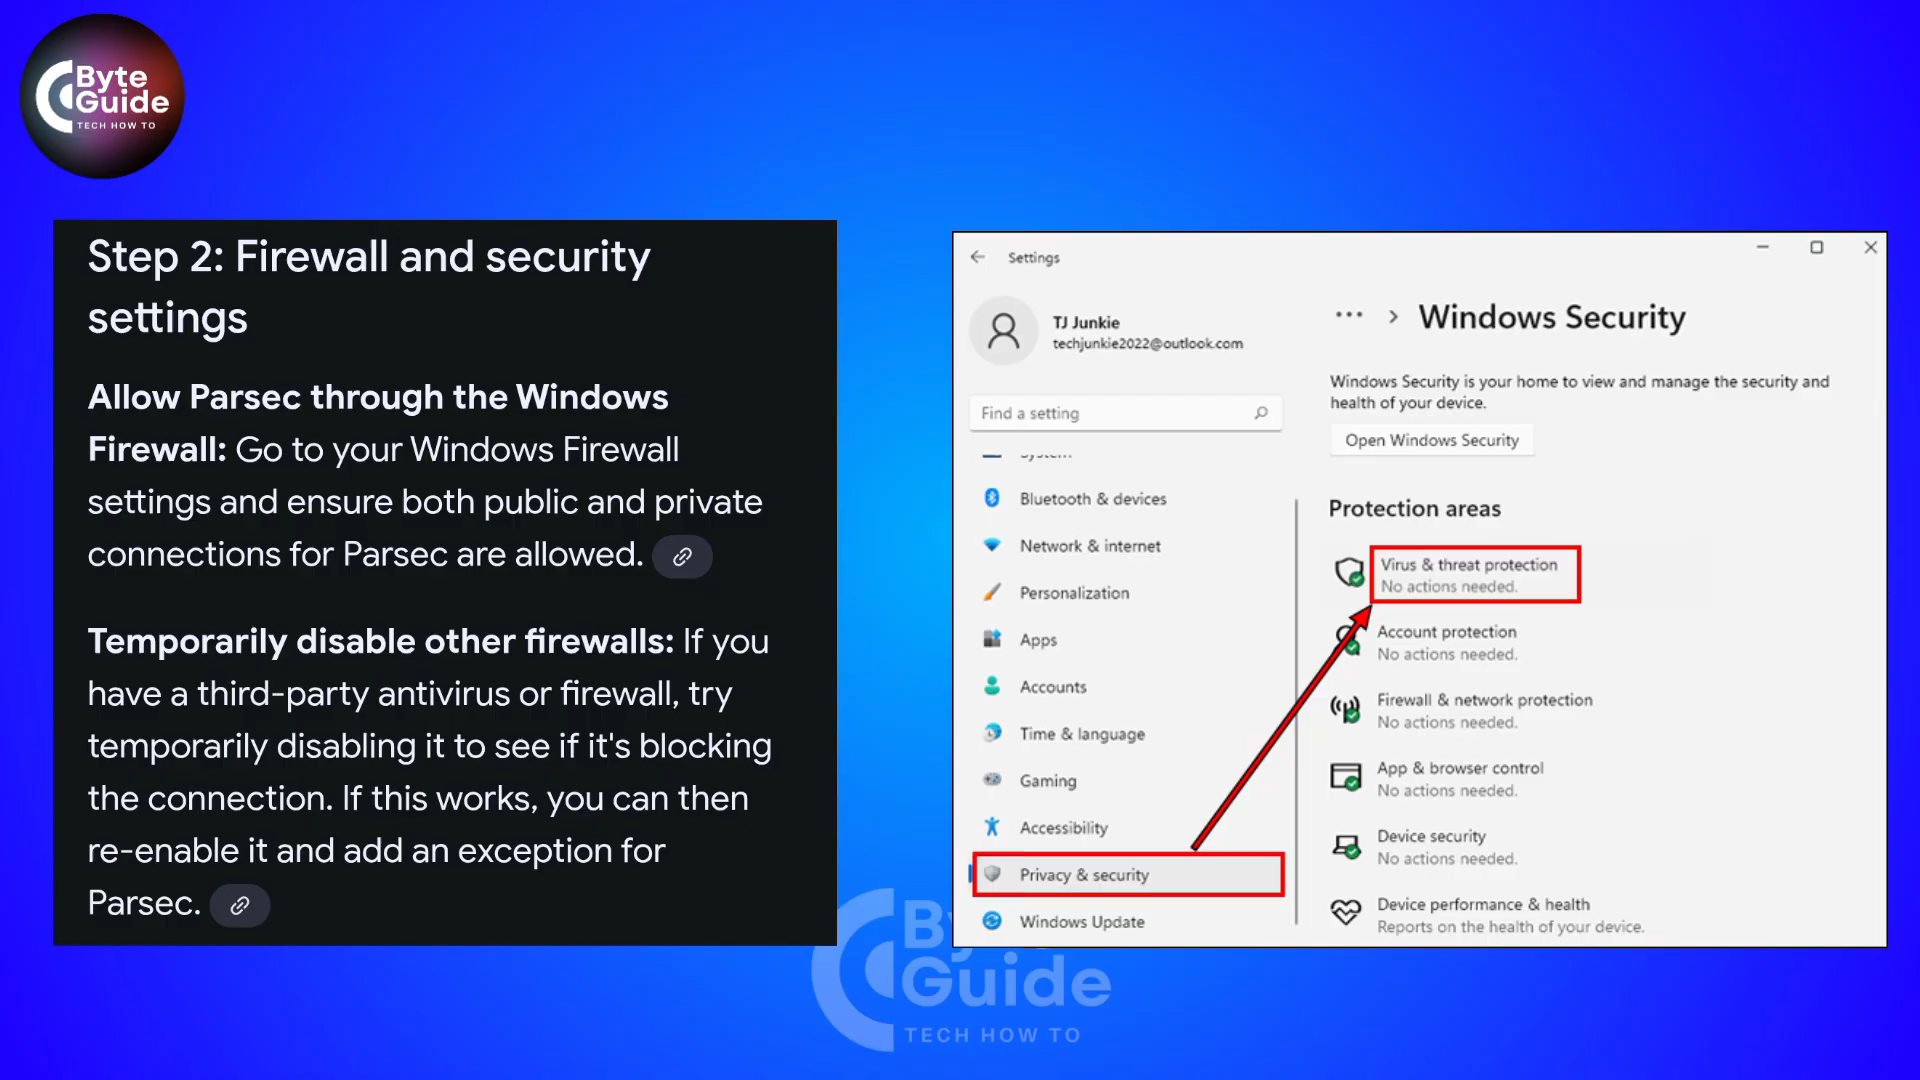 Byte
Guide
TECH HOW TO
Step 2: Firewall and security
settings
Allow Parsec through the Windows
Firewall: Go to your Windows Firewall
settings and ensure both public and private
connections for Parsec are allowed.
Temporarily disable other firewalls: If you
have a third-party antivirus or firewall, try
temporarily disabling it to see if it's blocking
the connection. If this works, you can then
re-enable it and add an exception for
Parsec.
Settings
TJ Junkie
techjunkie2022@outlook.com
Find a setting
System
Bluetooth & devices
Network & internet
Personalization
Apps
Accounts
Time & language
Gaming
Accessibility
Privacy & security
Windows Update
Windows Security
Windows Security is your home to view and manage the security and
health of your device.
Open Windows Security
Protection areas
Virus & threat protection
No actions needed.
Account protection
No actions needed.
Firewall & network protection
No actions needed.
App & browser control
No actions needed.
Device security
No actions needed.
Device performance & health
Reports on the health of your device.
By
Guide
TECH HOW TO